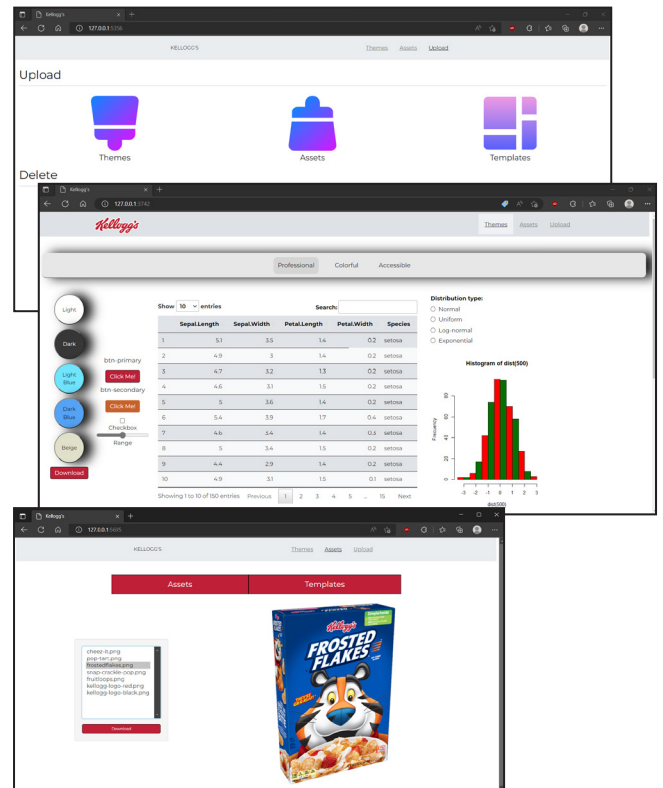 Kellogg's
127.0.0.1:5356
KELLOGG'S
Themes Assets Upload
Upload
Themes Assets Templates
Delete
Kellogg's
127.0.0.1:3742
Kellogg's
Themes Assets Upload
Professional Colorful Accessible
Light
Dark
Light
Blue
Dark
Blue
Beige
Download
btn-primary
Click Me!
btn-secondary
Click Me!
Checkbox
Range
Show 10 entries Search:
Sepal.Length Sepal.Width Petal.Length Petal.Width Species
1 5.1 3.5 1.4 0.2 setosa
2 4.9 3 1.4 0.2 setosa
3 4.7 3.2 1.3 0.2 setosa
4 4.6 3.1 1.5 0.2 setosa
5 5 3.6 1.4 0.2 setosa
6 5.4 3.9 1.7 0.4 setosa
7 4.6 3.4 1.4 0.3 setosa
8 5 3.4 1.5 0.2 setosa
9 4.4 2.9 1.4 0.2 setosa
10 4.9 3.1 1.5 0.1 setosa
Showing 1 to 10 of 150 entries Previous 1 2 3 4 5 … 15 Next
Distribution type:
Normal
Uniform
Log-normal
Exponential
Histogram of dist(500)
Frequency
0 20 40 60 80
-3 -2 -1 0 1 2 3
dist(500)
Kellogg's
KELLOGG'S
Themes Assets Upload
Assets Templates
cheez-it.png
pop-tart.png
frostedflakes.png
snap-crackle-pop.png
fruitloops.png
kellogg-logo-red.png
kellogg-logo-black.png
Download
Kellogg's
FROSTED
FLAKES